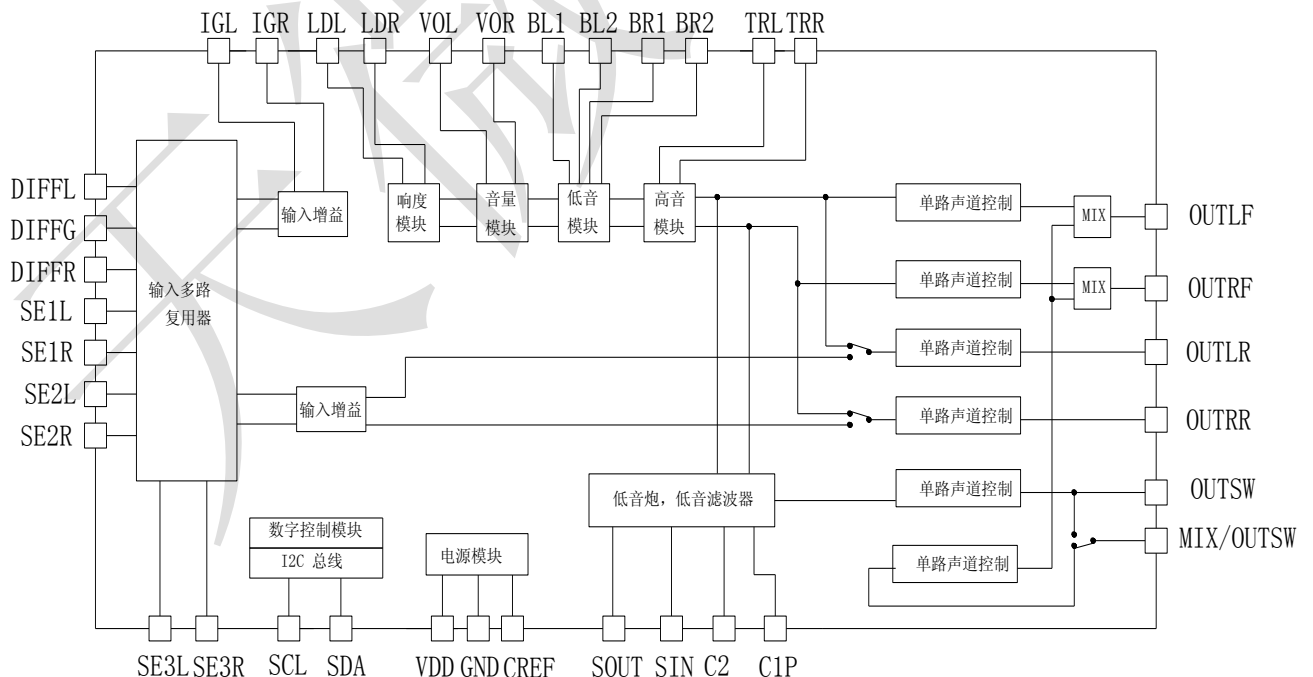 IGL IGR LDL LDR VOL VOR BL1 BL2 BR1 BR2 TRL TRR
DIFFL
DIFFG
DIFFR
SE1L
SE1R
SE2L
SE2R
输入多路
复用器
输入增益
响度
模块
音量
模块
低音
模块
高音
模块
单路声道控制
MIX
OUTLF
单路声道控制
MIX
OUTRF
单路声道控制
OUTLR
输入增益
单路声道控制
OUTRR
低音炮，低音滤波器
单路声道控制
OUTSW
MIX/OUTSW
单路声道控制
数字控制模块
I2C 总线
电源模块
SE3L SE3R SCL SDA VDD GND CREF SOUT SIN C2 C1P